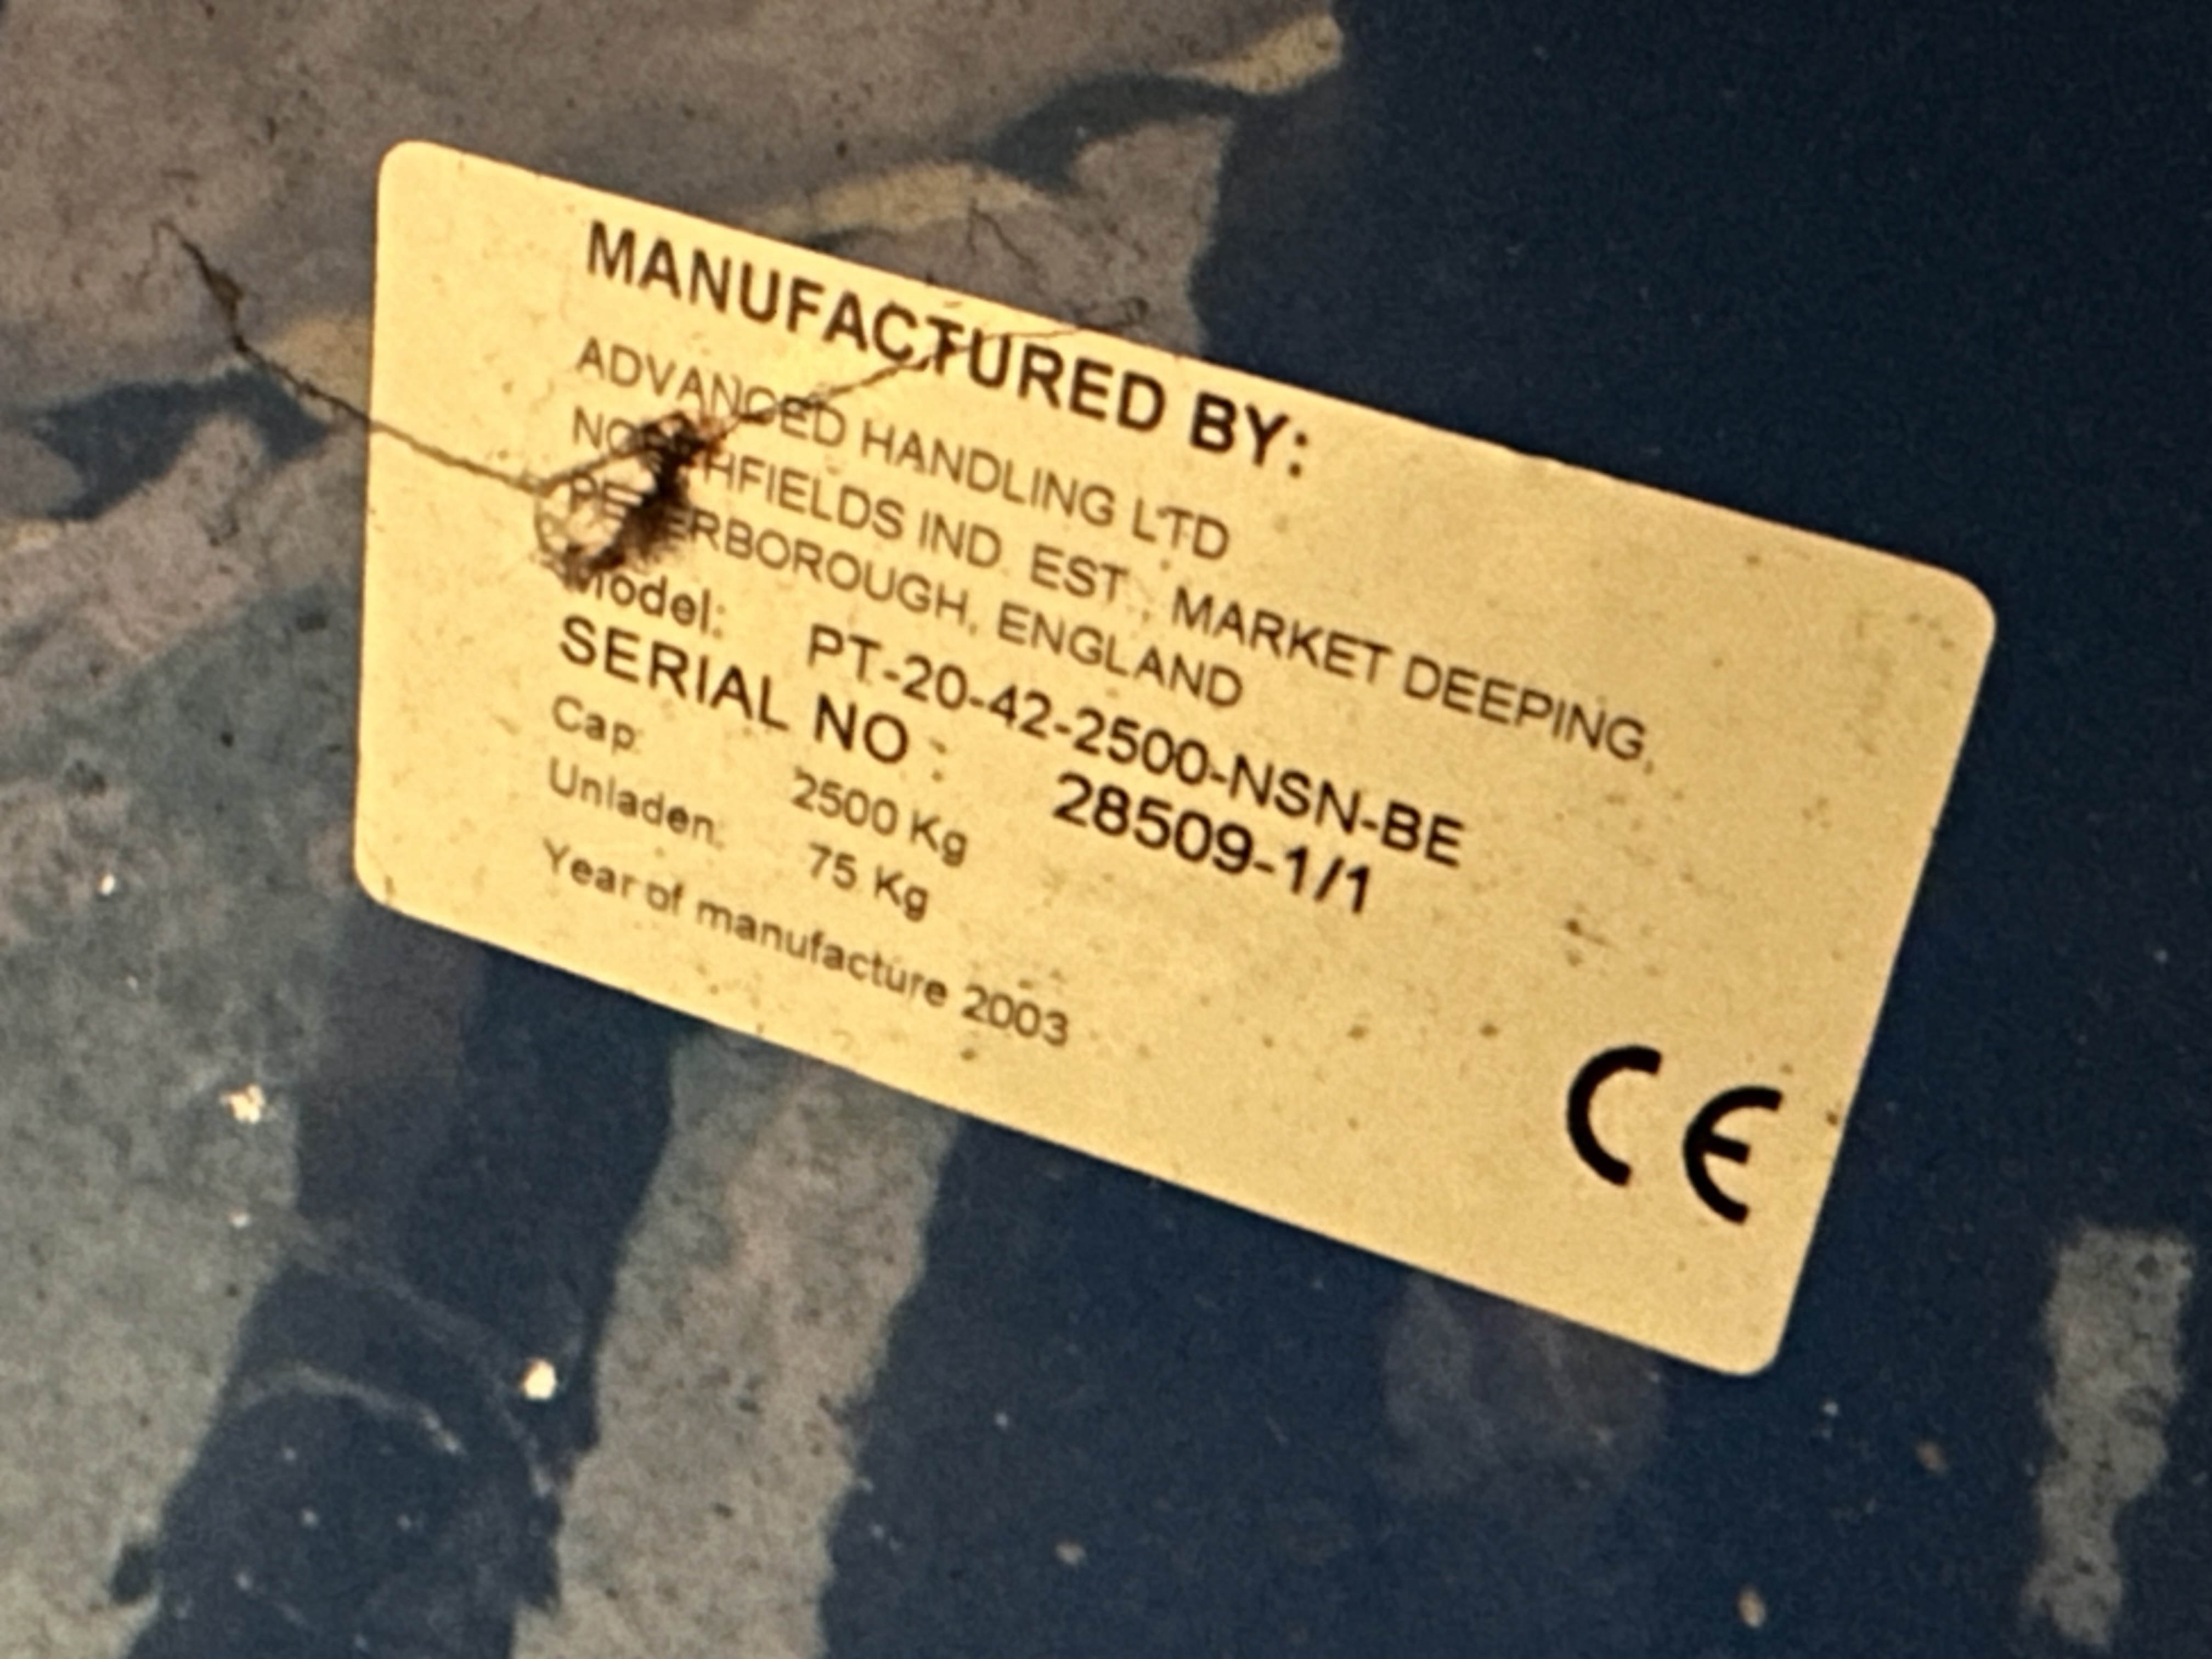 MANUFACTURED BY:
ADVANCED HANDLING LTD
NORTHFIELDS IND EST., MARKET DEEPING,
PETERBOROUGH, ENGLAND
Model: PT-20-42-2500-NSN-BE
SERIAL NO : 28509-1/1
Cap: 2500 Kg
Unladen: 75 Kg
Year of manufacture 2003
CE